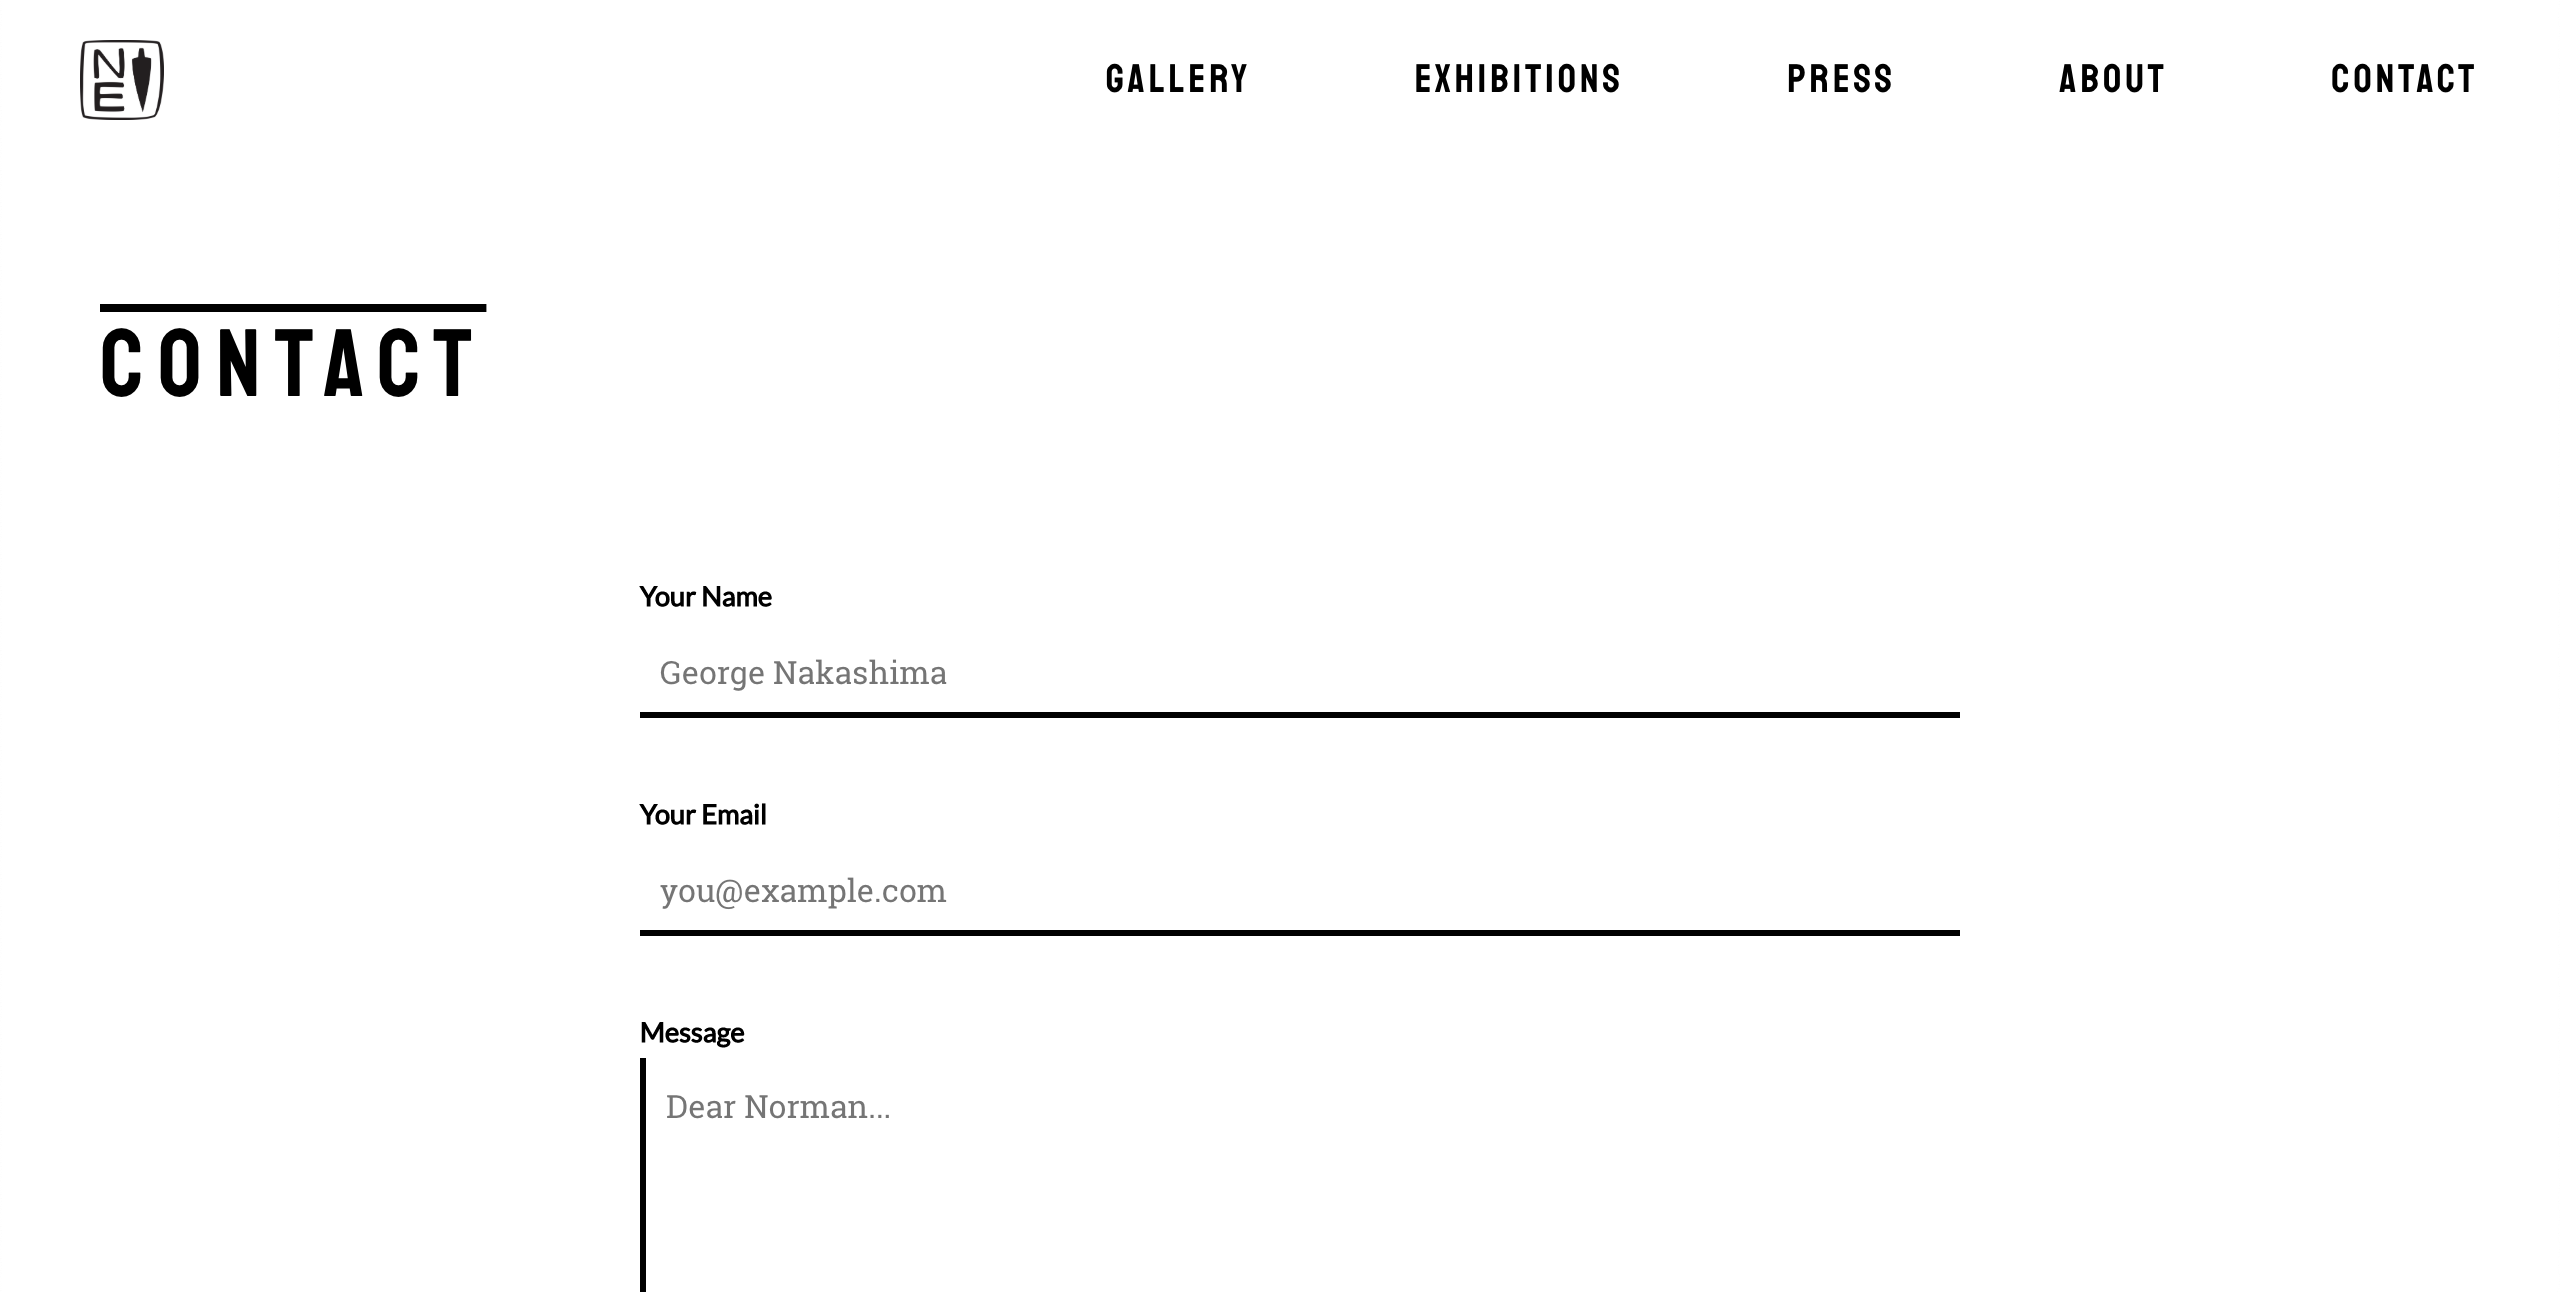 NE
GALLERY EXHIBITIONS PRESS ABOUT CONTACT
CONTACT
Your Name
George Nakashima
Your Email
you@example.com
Message
Dear Norman...